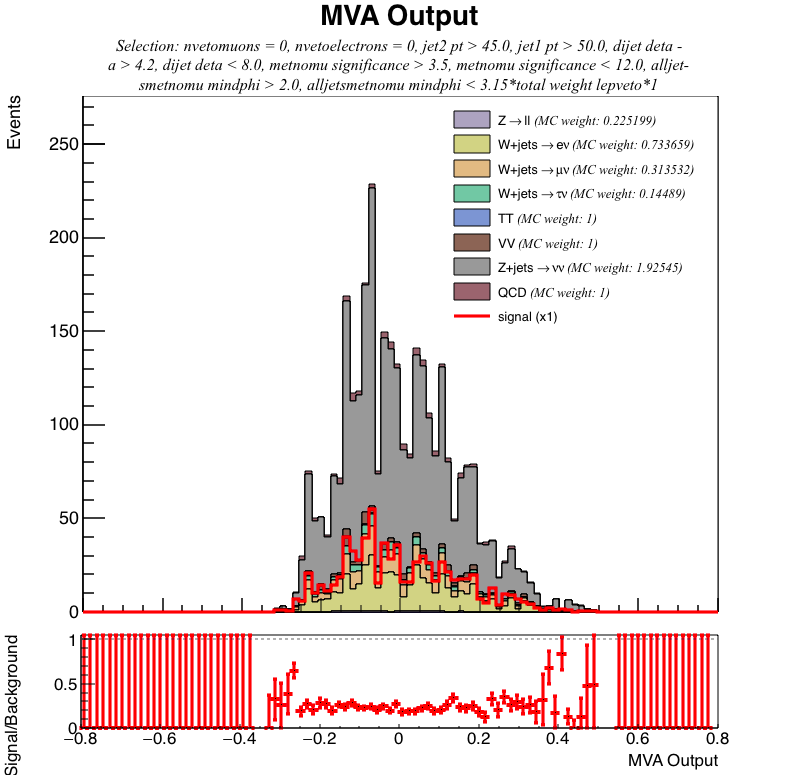 MVA Output
Selection: nvetomuons = 0, nvetoelectrons = 0, jet2 pt > 45.0, jet1 pt > 50.0, dijet deta -
a > 4.2, dijet deta < 8.0, metnomu significance > 3.5, metnomu significance < 12.0, alljet-
smetnomu mindphi > 2.0, alljetsmetnomu mindphi < 3.15*total weight lepveto*1
Events
250
200
150
100
50
0
Z→ll (MC weight: 0.225199)
W+jets→eν (MC weight: 0.733659)
W+jets→μν (MC weight: 0.313532)
W+jets→τν (MC weight: 0.14489)
TT (MC weight: 1)
VV (MC weight: 1)
Z+jets→νν (MC weight: 1.92545)
QCD (MC weight: 1)
signal (x1)
Signal/Background
1
0.5
0
−0.8 −0.6 −0.4 −0.2 0 0.2 0.4 0.6 0.8
MVA Output